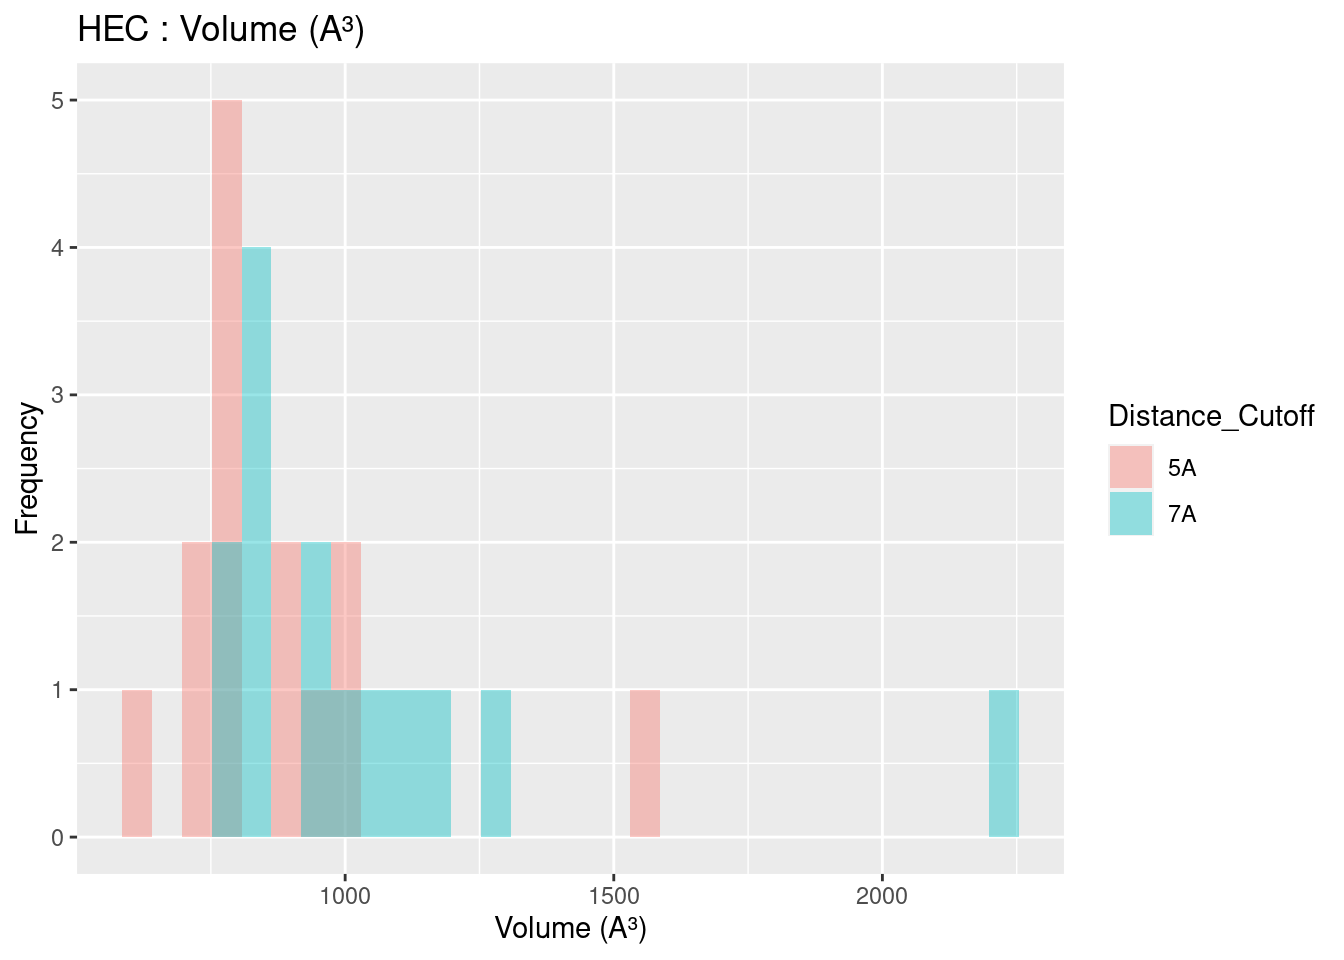 HEC : Volume (A³)
5
4
3
2
1
0
Frequency
1000
1500
2000
Volume (A³)
Distance_Cutoff
5A
7A